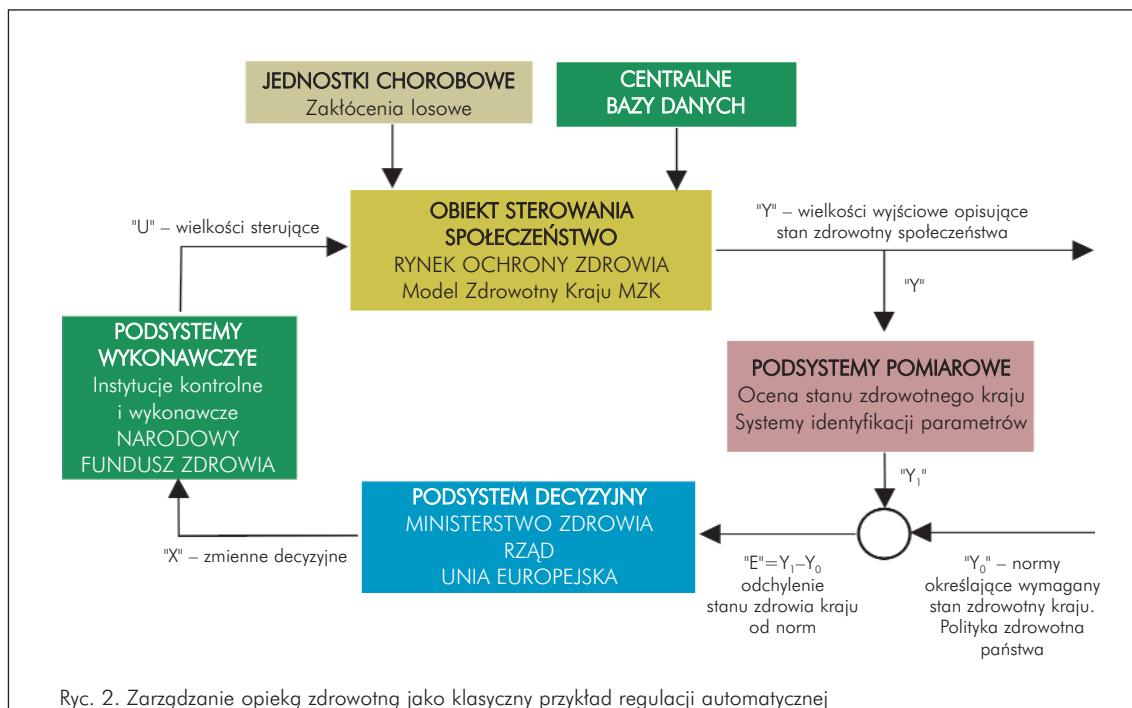 JEDNOSTKI CHOROBOWE
Zakłócenia losowe
CENTRALNE
BAZY DANYCH
"U" – wielkości sterujące
OBIEKT STEROWANIA
SPOŁECZEŃSTWO
RYNEK OCHRONY ZDROWIA
Model Zdrowotny Kraju MZK
"Y" – wielkości wyjściowe opisujące
stan zdrowotny społeczeństwa
"Y"
PODSYSTEMY
WYKONAWCZYE
Instytucje kontrolne
i wykonawcze
NARODOWY
FUNDUSZ ZDROWIA
PODSYSTEMY POMIAROWE
Ocena stanu zdrowotnego kraju
Systemy identyfikacji parametrów
"Y₁"
PODSYSTEM DECYZYJNY
MINISTERSTWO ZDROWIA
RZĄD
UNIA EUROPEJSKA
"X" – zmienne decyzyjne
"E"=Y₁–Y₀
odchylenie
stanu zdrowia kraju
od norm
"Y₀" – normy
określające wymagany
stan zdrowotny kraju.
Polityka zdrowotna
państwa
Ryc. 2. Zarządzanie opieką zdrowotną jako klasyczny przykład regulacji automatycznej